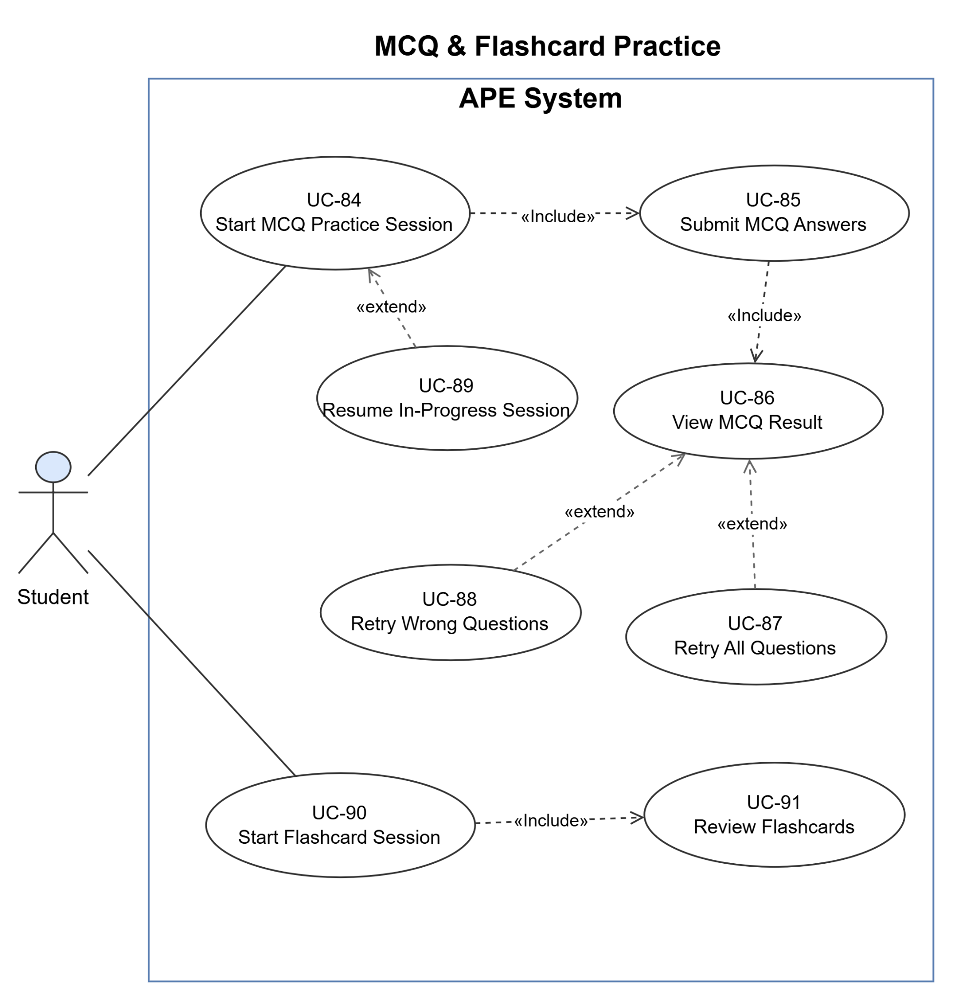 MCQ & Flashcard Practice
APE System
UC-84
Start MCQ Practice Session
«Include»
UC-85
Submit MCQ Answers
«extend»
«Include»
UC-89
Resume In-Progress Session
UC-86
View MCQ Result
«extend»
«extend»
Student
UC-88
Retry Wrong Questions
UC-87
Retry All Questions
UC-90
Start Flashcard Session
«Include»
UC-91
Review Flashcards